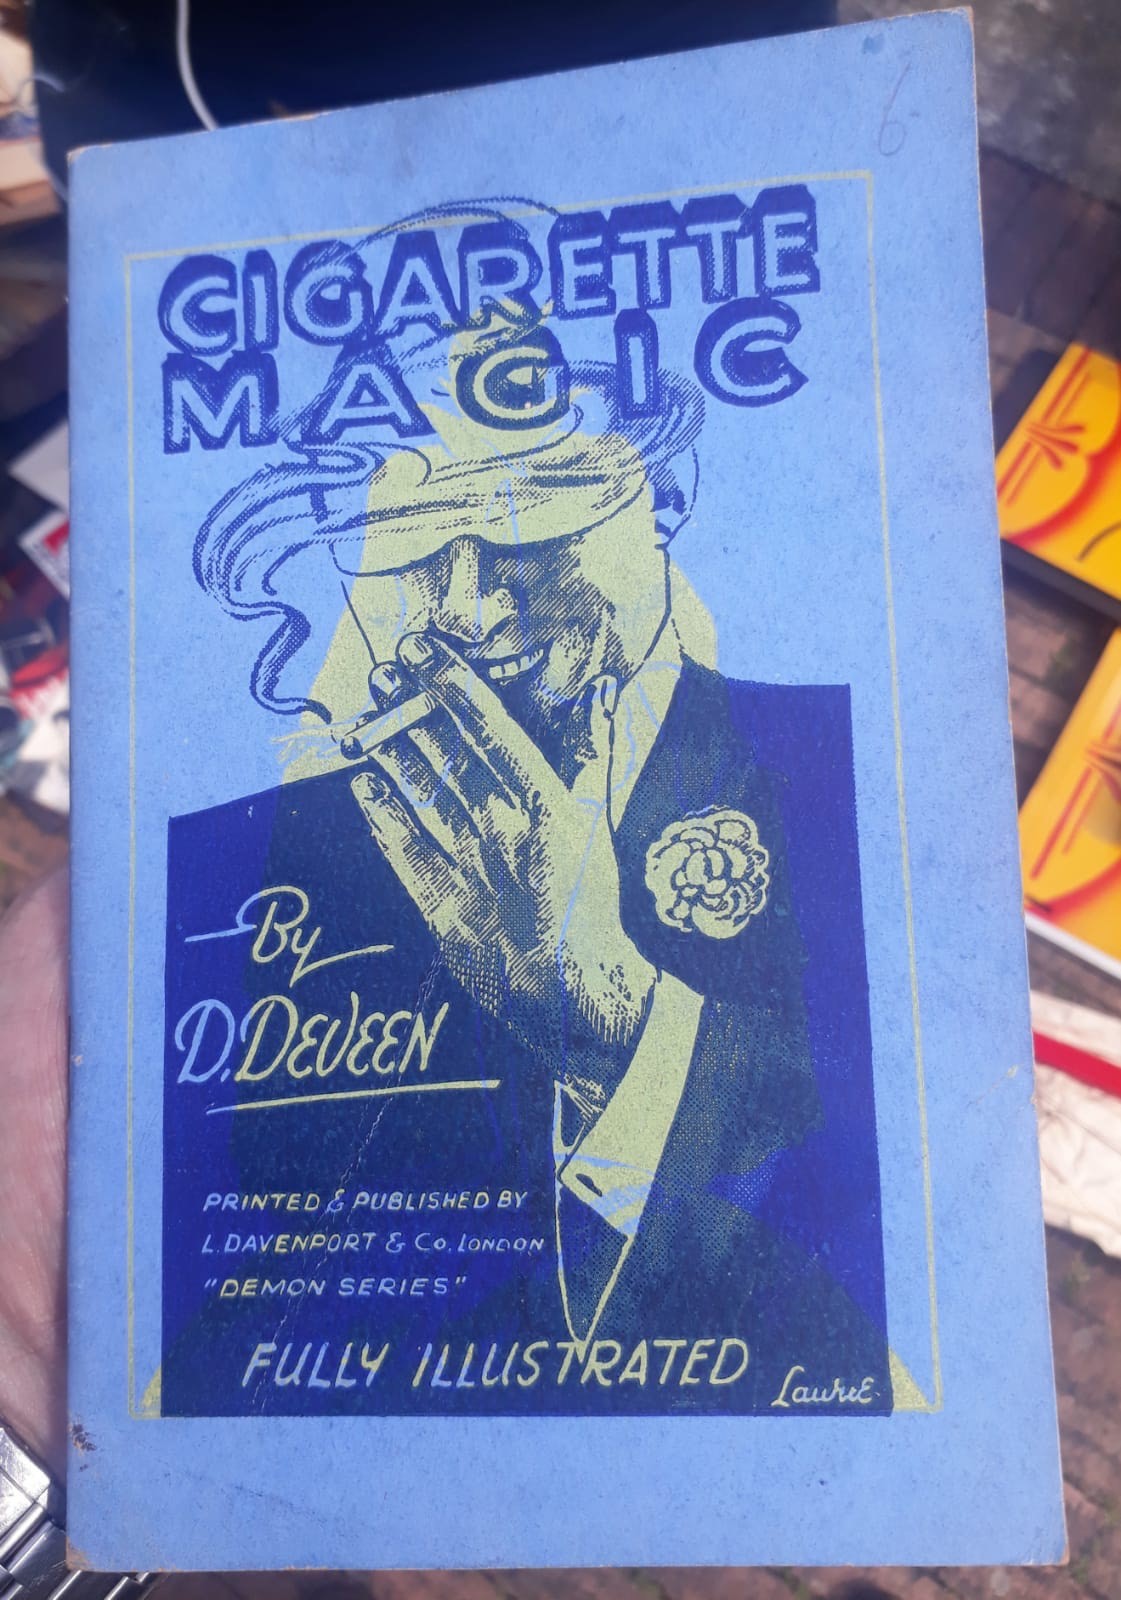 6
CIGARETTE
MAGIC
By
D. DEVEEN
PRINTED & PUBLISHED BY
L. DAVENPORT & Co. LONDON
"DEMON SERIES"
FULLY ILLUSTRATED
LauriE.